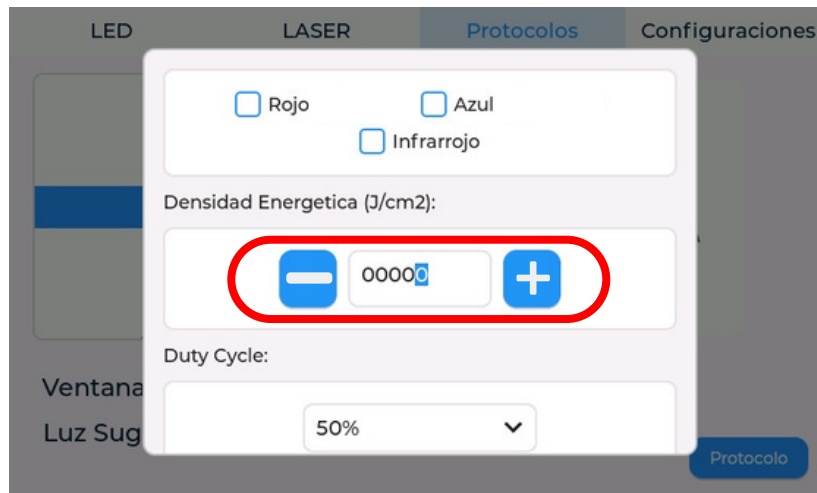 LED LASER Protocolos Configuraciones
Rojo Azul
Infrarrojo
Densidad Energetica (J/cm2):
00000
Duty Cycle:
50%
Ventana
Luz Sug
Protocolo